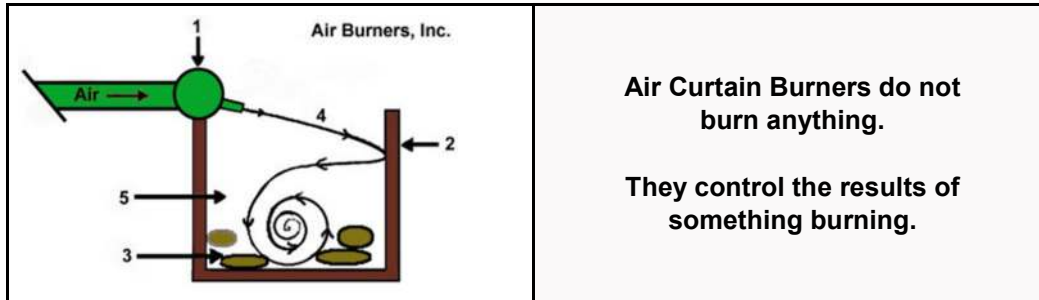 1
Air Burners, Inc.
Air
4
2
5
3
Air Curtain Burners do not
burn anything.
They control the results of
something burning.